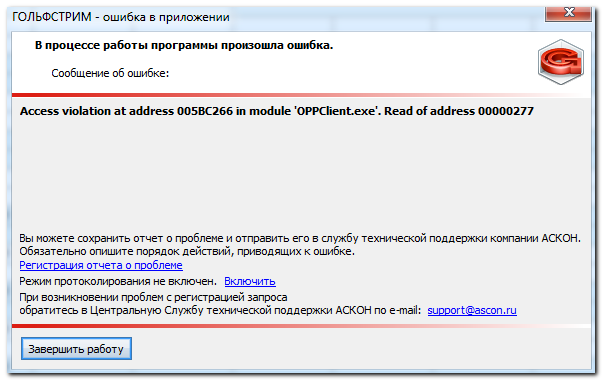 ГОЛЬФСТРИМ - ошибка в приложении
В процессе работы программы произошла ошибка.
Сообщение об ошибке:
Access violation at address 005BC266 in module 'OPPClient.exe'. Read of address 00000277
Вы можете сохранить отчет о проблеме и отправить его в службу технической поддержки компании АСКОН.
Обязательно опишите порядок действий, приводящих к ошибке.
Регистрация отчета о проблеме
Режим протоколирования не включен. Включить
При возникновении проблем с регистрацией запроса
обратитесь в Центральную Службу технической поддержки АСКОН по e-mail: support@ascon.ru
Завершить работу